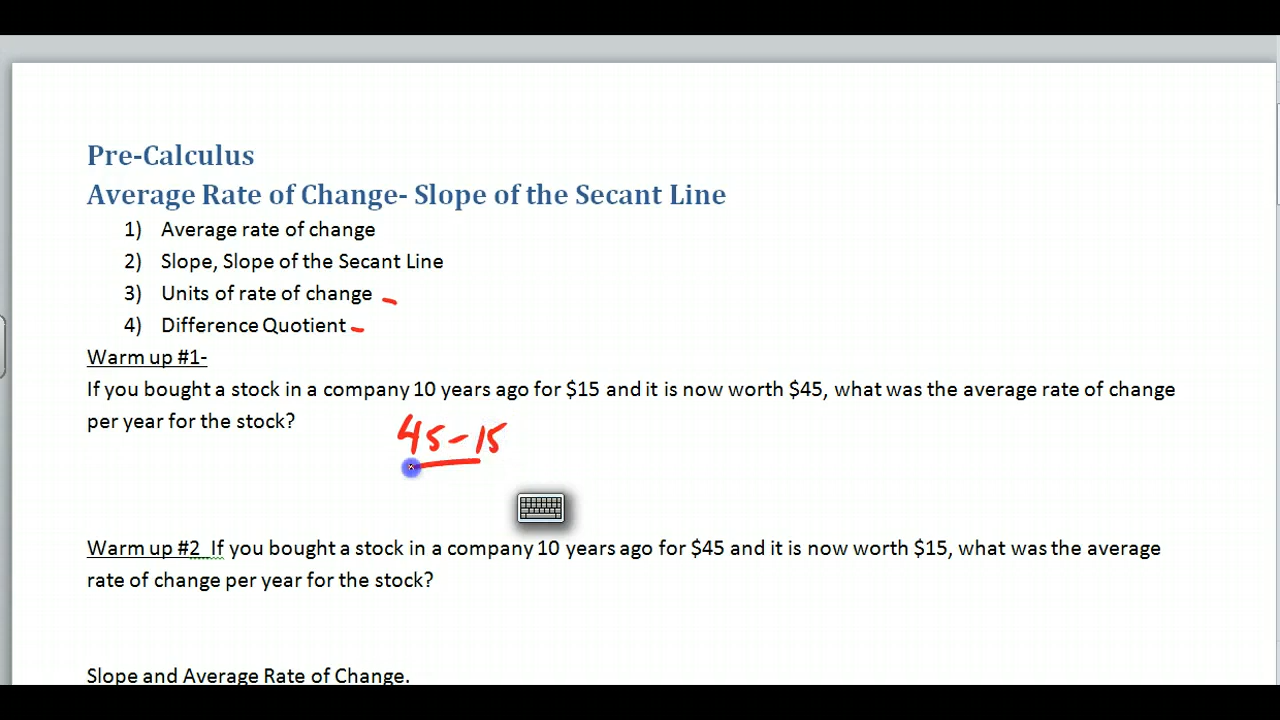 Pre-Calculus
Average Rate of Change- Slope of the Secant Line
1) Average rate of change
2) Slope, Slope of the Secant Line
3) Units of rate of change
4) Difference Quotient
Warm up #1-
If you bought a stock in a company 10 years ago for $15 and it is now worth $45, what was the average rate of change
per year for the stock?
45-15
Warm up #2 If you bought a stock in a company 10 years ago for $45 and it is now worth $15, what was the average
rate of change per year for the stock?
Slope and Average Rate of Change.